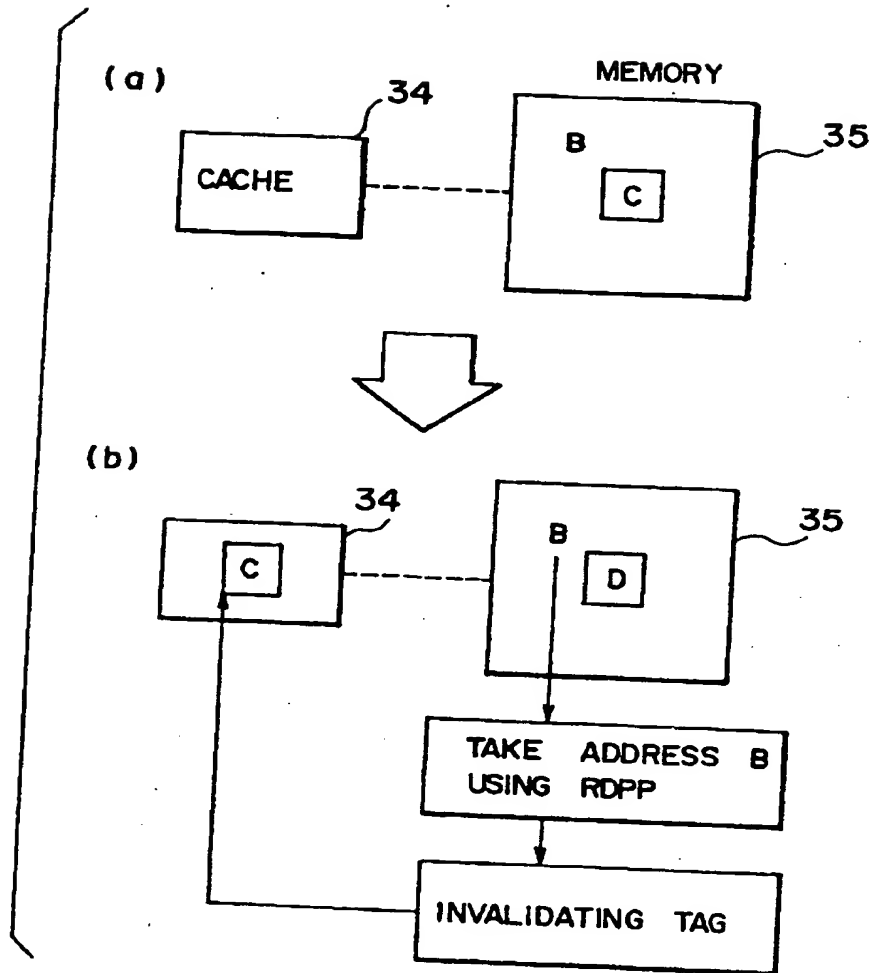 (a)
MEMORY
34
35
CACHE
B
C
(b)
34
35
C
B
D
TAKE ADDRESS B
USING RDPP
INVALIDATING TAG